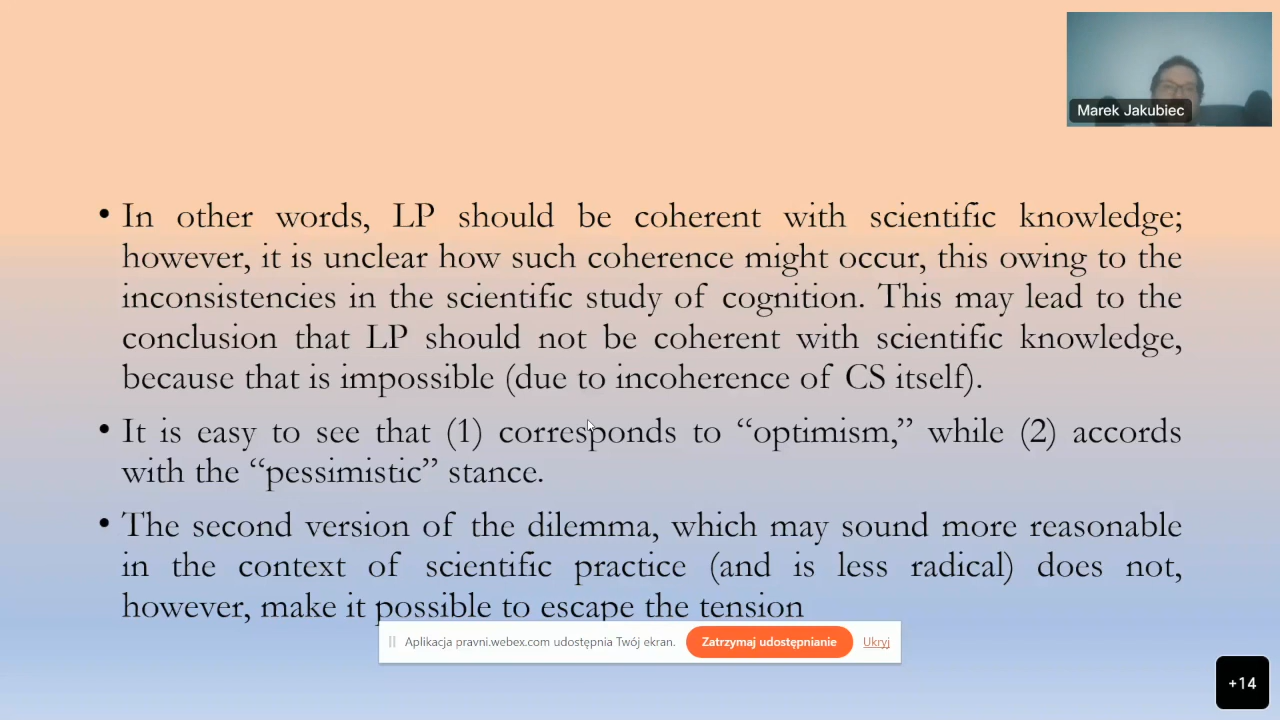 Marek Jakubiec
• In other words, LP should be coherent with scientific knowledge;
however, it is unclear how such coherence might occur, this owing to the
inconsistencies in the scientific study of cognition. This may lead to the
conclusion that LP should not be coherent with scientific knowledge,
because that is impossible (due to incoherence of CS itself).
• It is easy to see that (1) corresponds to “optimism,” while (2) accords
with the “pessimistic” stance.
• The second version of the dilemma, which may sound more reasonable
in the context of scientific practice (and is less radical) does not,
however, make it possible to escape the tension
Aplikacja pravni.webex.com udostępnia Twój ekran. Zatrzymaj udostępnianie Ukryj
+14